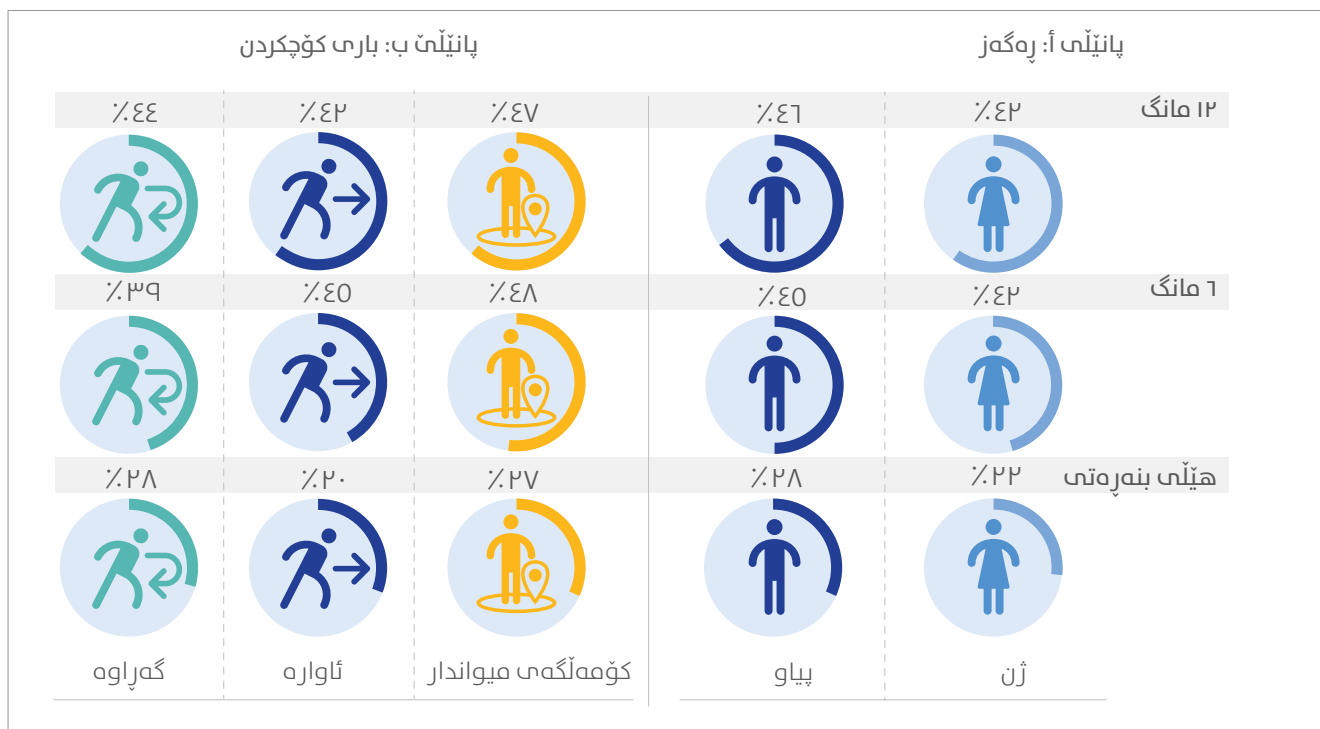 پانێڵی أ: ڕەگەز
پانێڵی ب: باری کۆچکردن
١٢ مانگ
٪٤٢
٪٤٦
٪٤٧
٪٤٢
٪٤٤
٦ مانگ
٪٤٢
٪٤٥
٪٤٨
٪٤٥
٪٣٩
هێڵی بنەڕەتی
٪٢٢
٪٢٨
٪٢٧
٪٢٠
٪٢٨
ژن
پیاو
کۆمەڵگەی میواندار
ئاوارە
گەڕاوە